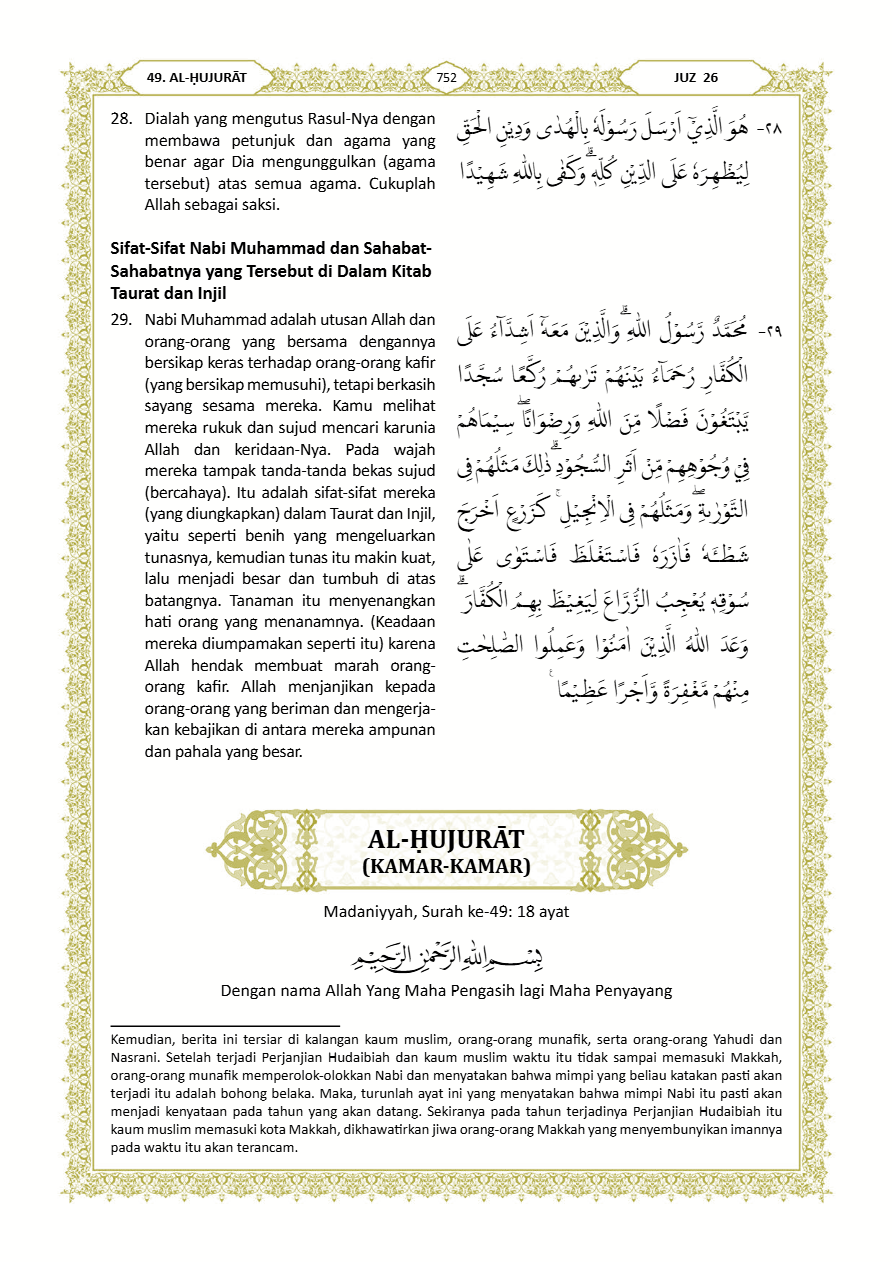 49. AL-ḤUJURĀT
752
JUZ 26
28. Dialah yang mengutus Rasul-Nya dengan
membawa petunjuk dan agama yang
benar agar Dia mengunggulkan (agama
tersebut) atas semua agama. Cukuplah
Allah sebagai saksi.
٢٨- هُوَ الَّذِيْٓ اَرْسَلَ رَسُوْلَهٗ بِالْهُدٰى وَدِيْنِ الْحَقِّ
لِيُظْهِرَهٗ عَلَى الدِّيْنِ كُلِّهٖ ۗوَكَفٰى بِاللّٰهِ شَهِيْدًا
Sifat-Sifat Nabi Muhammad dan Sahabat-
Sahabatnya yang Tersebut di Dalam Kitab
Taurat dan Injil
29. Nabi Muhammad adalah utusan Allah dan
orang-orang yang bersama dengannya
bersikap keras terhadap orang-orang kafir
(yang bersikap memusuhi), tetapi berkasih
sayang sesama mereka. Kamu melihat
mereka rukuk dan sujud mencari karunia
Allah dan keridaan-Nya. Pada wajah
mereka tampak tanda-tanda bekas sujud
(bercahaya). Itu adalah sifat-sifat mereka
(yang diungkapkan) dalam Taurat dan Injil,
yaitu seperti benih yang mengeluarkan
tunasnya, kemudian tunas itu makin kuat,
lalu menjadi besar dan tumbuh di atas
batangnya. Tanaman itu menyenangkan
hati orang yang menanamnya. (Keadaan
mereka diumpamakan seperti itu) karena
Allah hendak membuat marah orang-
orang kafir. Allah menjanjikan kepada
orang-orang yang beriman dan mengerja-
kan kebajikan di antara mereka ampunan
dan pahala yang besar.
٢٩- مُحَمَّدٌ رَّسُوْلُ اللّٰهِ ۗوَالَّذِيْنَ مَعَهٗٓ اَشِدَّاۤءُ عَلَى
الْكُفَّارِ رُحَمَاۤءُ بَيْنَهُمْ تَرٰىهُمْ رُكَّعًا سُجَّدًا
يَّبْتَغُوْنَ فَضْلًا مِّنَ اللّٰهِ وَرِضْوَانًا ۖ سِيْمَاهُمْ
فِيْ وُجُوْهِهِمْ مِّنْ اَثَرِ السُّجُوْدِ ۗذٰلِكَ مَثَلُهُمْ فِى
التَّوْرٰىةِ ۖوَمَثَلُهُمْ فِى الْاِنْجِيْلِ ۚ كَزَرْعٍ اَخْرَجَ
شَطْـَٔهٗ فَاٰزَرَهٗ فَاسْتَغْلَظَ فَاسْتَوٰى عَلٰى
سُوْقِهٖ يُعْجِبُ الزُّرَّاعَ لِيَغِيْظَ بِهِمُ الْكُفَّارَ ۗ
وَعَدَ اللّٰهُ الَّذِيْنَ اٰمَنُوْا وَعَمِلُوا الصّٰلِحٰتِ
مِنْهُمْ مَّغْفِرَةً وَّاَجْرًا عَظِيْمًا ࣖ
AL-ḤUJURĀT
(KAMAR-KAMAR)
Madaniyyah, Surah ke-49: 18 ayat
بِسْمِ اللّٰهِ الرَّحْمٰنِ الرَّحِيْمِ
Dengan nama Allah Yang Maha Pengasih lagi Maha Penyayang
Kemudian, berita ini tersiar di kalangan kaum muslim, orang-orang munafik, serta orang-orang Yahudi dan
Nasrani. Setelah terjadi Perjanjian Hudaibiah dan kaum muslim waktu itu tidak sampai memasuki Makkah,
orang-orang munafik memperolok-olokkan Nabi dan menyatakan bahwa mimpi yang beliau katakan pasti akan
terjadi itu adalah bohong belaka. Maka, turunlah ayat ini yang menyatakan bahwa mimpi Nabi itu pasti akan
menjadi kenyataan pada tahun yang akan datang. Sekiranya pada tahun terjadinya Perjanjian Hudaibiah itu
kaum muslim memasuki kota Makkah, dikhawatirkan jiwa orang-orang Makkah yang menyembunyikan imannya
pada waktu itu akan terancam.